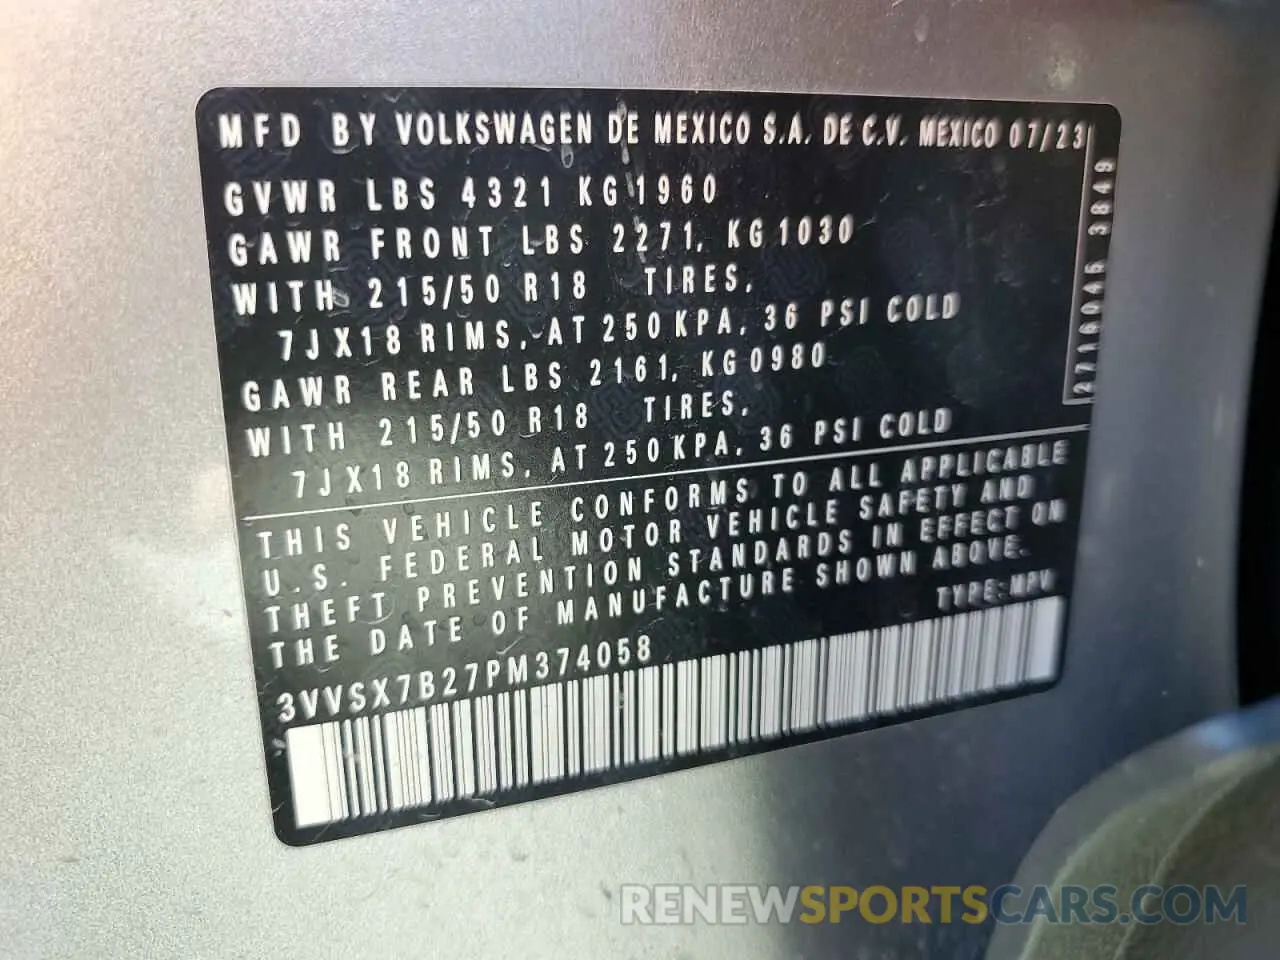 MFD BY VOLKSWAGEN DE MEXICO S.A. DE C.V. MEXICO 07/23
GVWR LBS 4321 KG 1960
GAWR FRONT LBS 2271, KG 1030
WITH 215/50 R18 TIRES,
7JX18 RIMS, AT 250 KPA, 36 PSI COLD
GAWR REAR LBS 2161, KG 0980
WITH 215/50 R18 TIRES,
7JX18 RIMS, AT 250 KPA, 36 PSI COLD
THIS VEHICLE CONFORMS TO ALL APPLICABLE
U.S. FEDERAL MOTOR VEHICLE SAFETY AND
THEFT PREVENTION STANDARDS IN EFFECT ON
THE DATE OF MANUFACTURE SHOWN ABOVE.
TYPE: MPV
3VVSX7B27PM374058
3849
RENEWSPORTSCARS.COM